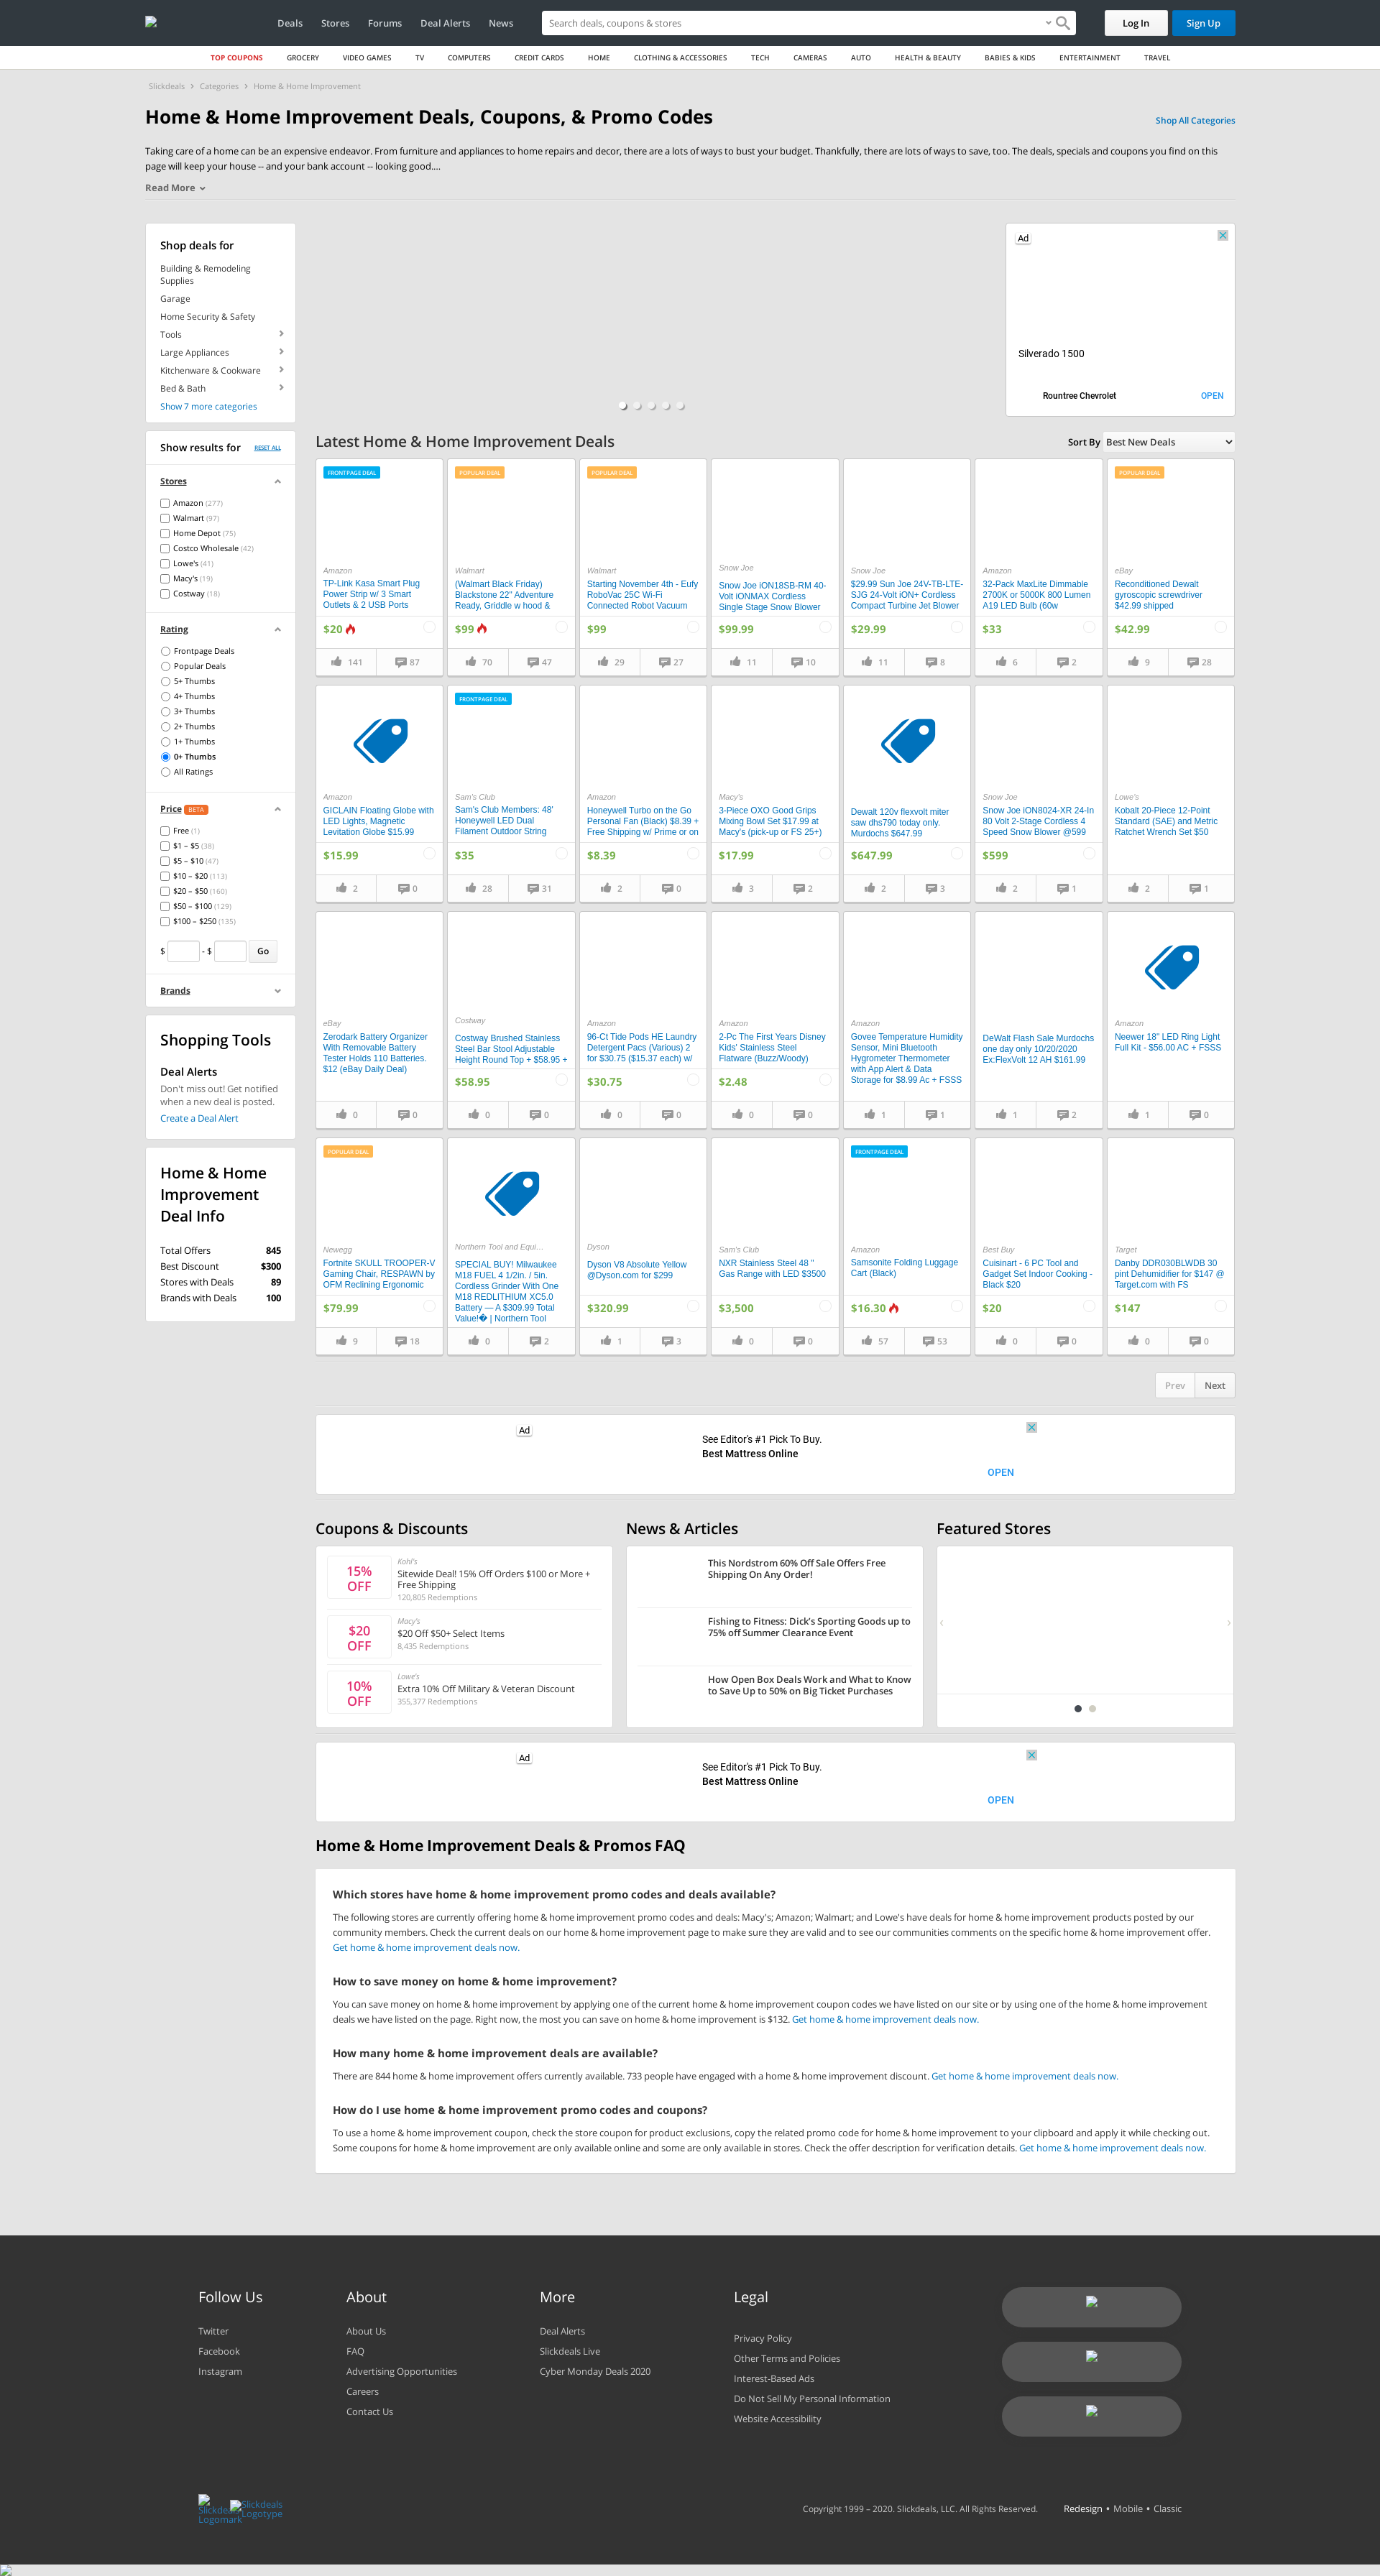 Deals Stores Forums Deal Alerts News
Search deals, coupons & stores
Log In Sign Up
TOP COUPONS GROCERY VIDEO GAMES TV COMPUTERS CREDIT CARDS HOME CLOTHING & ACCESSORIES TECH CAMERAS AUTO HEALTH & BEAUTY BABIES & KIDS ENTERTAINMENT TRAVEL
Slickdeals › Categories › Home & Home Improvement
Home & Home Improvement Deals, Coupons, & Promo Codes
Shop All Categories
Taking care of a home can be an expensive endeavor. From furniture and appliances to home repairs and decor, there are a lots of ways to bust your budget. Thankfully, there are lots of ways to save, too. The deals, specials and coupons you find on this
page will keep your house -- and your bank account -- looking good....
Read More
Shop deals for
Building & Remodeling
Supplies
Garage
Home Security & Safety
Tools
Large Appliances
Kitchenware & Cookware
Bed & Bath
Show 7 more categories
Ad
Silverado 1500
Rountree Chevrolet OPEN
Show results for RESET ALL
Stores
Amazon (277)
Walmart (97)
Home Depot (75)
Costco Wholesale (42)
Lowe's (41)
Macy's (19)
Costway (18)
Rating
Frontpage Deals
Popular Deals
5+ Thumbs
4+ Thumbs
3+ Thumbs
2+ Thumbs
1+ Thumbs
0+ Thumbs
All Ratings
Price BETA
Free (1)
$1 – $5 (38)
$5 – $10 (47)
$10 – $20 (113)
$20 – $50 (160)
$50 – $100 (129)
$100 – $250 (135)
$ - $ Go
Brands
Shopping Tools
Deal Alerts
Don't miss out! Get notified
when a new deal is posted.
Create a Deal Alert
Home & Home
Improvement
Deal Info
Total Offers 845
Best Discount $300
Stores with Deals 89
Brands with Deals 100
Latest Home & Home Improvement Deals
Sort By Best New Deals
FRONTPAGE DEAL
Amazon
TP-Link Kasa Smart Plug
Power Strip w/ 3 Smart
Outlets & 2 USB Ports
$20
141 87
POPULAR DEAL
Walmart
(Walmart Black Friday)
Blackstone 22" Adventure
Ready, Griddle w hood &
$99
70 47
POPULAR DEAL
Walmart
Starting November 4th - Eufy
RoboVac 25C Wi-Fi
Connected Robot Vacuum
$99
29 27
Snow Joe
Snow Joe iON18SB-RM 40-
Volt iONMAX Cordless
Single Stage Snow Blower
$99.99
11 10
Snow Joe
$29.99 Sun Joe 24V-TB-LTE-
SJG 24-Volt iON+ Cordless
Compact Turbine Jet Blower
$29.99
11 8
Amazon
32-Pack MaxLite Dimmable
2700K or 5000K 800 Lumen
A19 LED Bulb (60w
$33
6 2
POPULAR DEAL
eBay
Reconditioned Dewalt
gyroscopic screwdriver
$42.99 shipped
$42.99
9 28
Amazon
GICLAIN Floating Globe with
LED Lights, Magnetic
Levitation Globe $15.99
$15.99
2 0
FRONTPAGE DEAL
Sam's Club
Sam's Club Members: 48'
Honeywell LED Dual
Filament Outdoor String
$35
28 31
Amazon
Honeywell Turbo on the Go
Personal Fan (Black) $8.39 +
Free Shipping w/ Prime or on
$8.39
2 0
Macy's
3-Piece OXO Good Grips
Mixing Bowl Set $17.99 at
Macy's (pick-up or FS 25+)
$17.99
3 2
Dewalt 120v flexvolt miter
saw dhs790 today only.
Murdochs $647.99
$647.99
2 3
Snow Joe
Snow Joe iON8024-XR 24-In
80 Volt 2-Stage Cordless 4
Speed Snow Blower @599
$599
2 1
Lowe's
Kobalt 20-Piece 12-Point
Standard (SAE) and Metric
Ratchet Wrench Set $50
2 1
eBay
Zerodark Battery Organizer
With Removable Battery
Tester Holds 110 Batteries.
$12 (eBay Daily Deal)
0 0
Costway
Costway Brushed Stainless
Steel Bar Stool Adjustable
Height Round Top + $58.95 +
$58.95
0 0
Amazon
96-Ct Tide Pods HE Laundry
Detergent Pacs (Various) 2
for $30.75 ($15.37 each) w/
$30.75
0 0
Amazon
2-Pc The First Years Disney
Kids' Stainless Steel
Flatware (Buzz/Woody)
$2.48
0 0
Amazon
Govee Temperature Humidity
Sensor, Mini Bluetooth
Hygrometer Thermometer
with App Alert & Data
Storage for $8.99 Ac + FSSS
1 1
DeWalt Flash Sale Murdochs
one day only 10/20/2020
Ex:FlexVolt 12 AH $161.99
1 2
Amazon
Neewer 18" LED Ring Light
Full Kit - $56.00 AC + FSSS
1 0
POPULAR DEAL
Newegg
Fortnite SKULL TROOPER-V
Gaming Chair, RESPAWN by
OFM Reclining Ergonomic
$79.99
9 18
Northern Tool and Equi…
SPECIAL BUY! Milwaukee
M18 FUEL 4 1/2in. / 5in.
Cordless Grinder With One
M18 REDLITHIUM XC5.0
Battery — A $309.99 Total
Value!� | Northern Tool
0 2
Dyson
Dyson V8 Absolute Yellow
@Dyson.com for $299
$320.99
1 3
Sam's Club
NXR Stainless Steel 48 "
Gas Range with LED $3500
$3,500
0 0
FRONTPAGE DEAL
Amazon
Samsonite Folding Luggage
Cart (Black)
$16.30
57 53
Best Buy
Cuisinart - 6 PC Tool and
Gadget Set Indoor Cooking -
Black $20
$20
0 0
Target
Danby DDR030BLWDB 30
pint Dehumidifier for $147 @
Target.com with FS
$147
0 0
Prev Next
Ad
See Editor's #1 Pick To Buy.
Best Mattress Online
OPEN
Coupons & Discounts
15%
OFF
Kohl's
Sitewide Deal! 15% Off Orders $100 or More +
Free Shipping
120,805 Redemptions
$20
OFF
Macy's
$20 Off $50+ Select Items
8,435 Redemptions
10%
OFF
Lowe's
Extra 10% Off Military & Veteran Discount
355,377 Redemptions
News & Articles
This Nordstrom 60% Off Sale Offers Free
Shipping On Any Order!
Fishing to Fitness: Dick's Sporting Goods up to
75% off Summer Clearance Event
How Open Box Deals Work and What to Know
to Save Up to 50% on Big Ticket Purchases
Featured Stores
Ad
See Editor's #1 Pick To Buy.
Best Mattress Online
OPEN
Home & Home Improvement Deals & Promos FAQ
Which stores have home & home improvement promo codes and deals available?
The following stores are currently offering home & home improvement promo codes and deals: Macy's; Amazon; Walmart; and Lowe's have deals for home & home improvement products posted by our
community members. Check the current deals on our home & home improvement page to make sure they are valid and to see our communities comments on the specific home & home improvement offer.
Get home & home improvement deals now.
How to save money on home & home improvement?
You can save money on home & home improvement by applying one of the current home & home improvement coupon codes we have listed on our site or by using one of the home & home improvement
deals we have listed on the page. Right now, the most you can save on home & home improvement is $132. Get home & home improvement deals now.
How many home & home improvement deals are available?
There are 844 home & home improvement offers currently available. 733 people have engaged with a home & home improvement discount. Get home & home improvement deals now.
How do I use home & home improvement promo codes and coupons?
To use a home & home improvement coupon, check the store coupon for product exclusions, copy the related promo code for home & home improvement to your clipboard and apply it while checking out.
Some coupons for home & home improvement are only available online and some are only available in stores. Check the offer description for verification details. Get home & home improvement deals now.
Follow Us
Twitter
Facebook
Instagram
About
About Us
FAQ
Advertising Opportunities
Careers
Contact Us
More
Deal Alerts
Slickdeals Live
Cyber Monday Deals 2020
Legal
Privacy Policy
Other Terms and Policies
Interest-Based Ads
Do Not Sell My Personal Information
Website Accessibility
Slickdeals
Logomark
Slickdeals
Logotype
Copyright 1999 – 2020. Slickdeals, LLC. All Rights Reserved. Redesign • Mobile • Classic